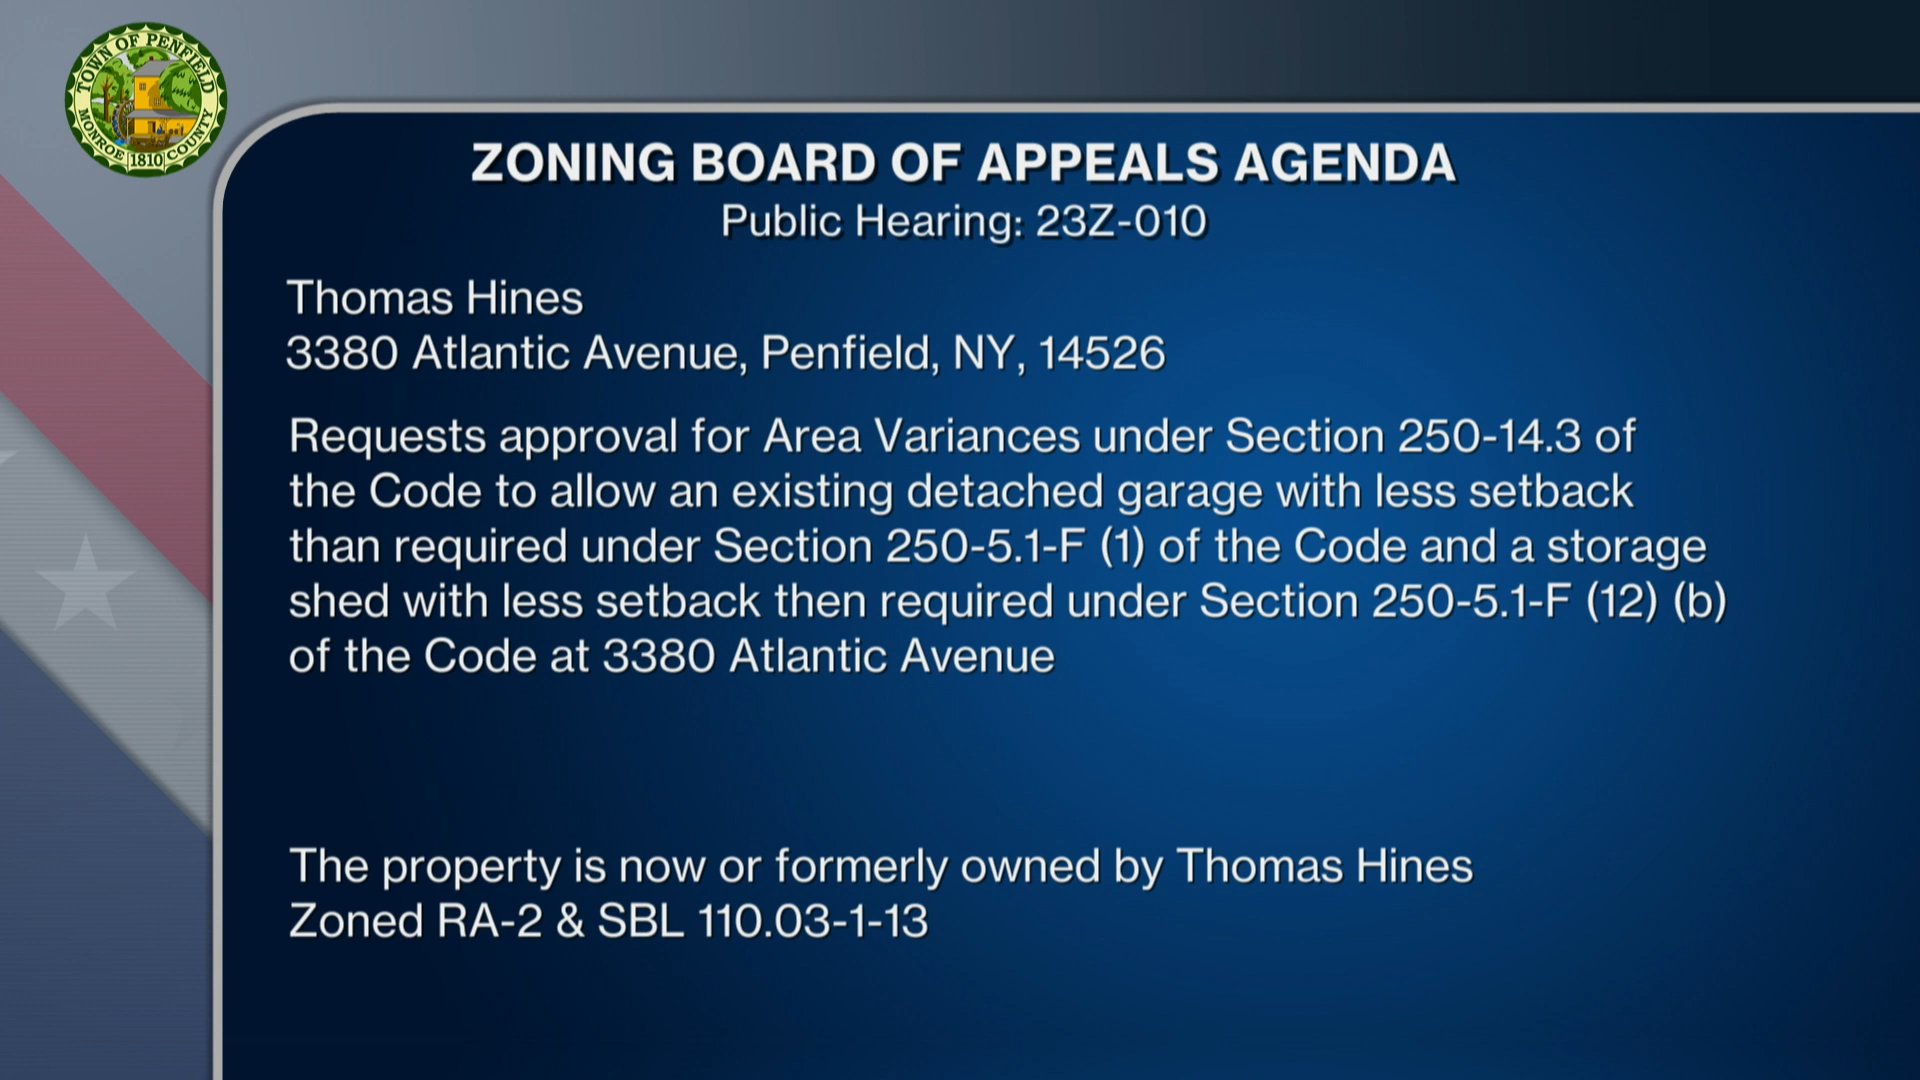 TOWN OF PENFIELD
MONROE 1810 COUNTY
ZONING BOARD OF APPEALS AGENDA
Public Hearing: 23Z-010
Thomas Hines
3380 Atlantic Avenue, Penfield, NY, 14526
Requests approval for Area Variances under Section 250-14.3 of
the Code to allow an existing detached garage with less setback
than required under Section 250-5.1-F (1) of the Code and a storage
shed with less setback then required under Section 250-5.1-F (12) (b)
of the Code at 3380 Atlantic Avenue
The property is now or formerly owned by Thomas Hines
Zoned RA-2 & SBL 110.03-1-13